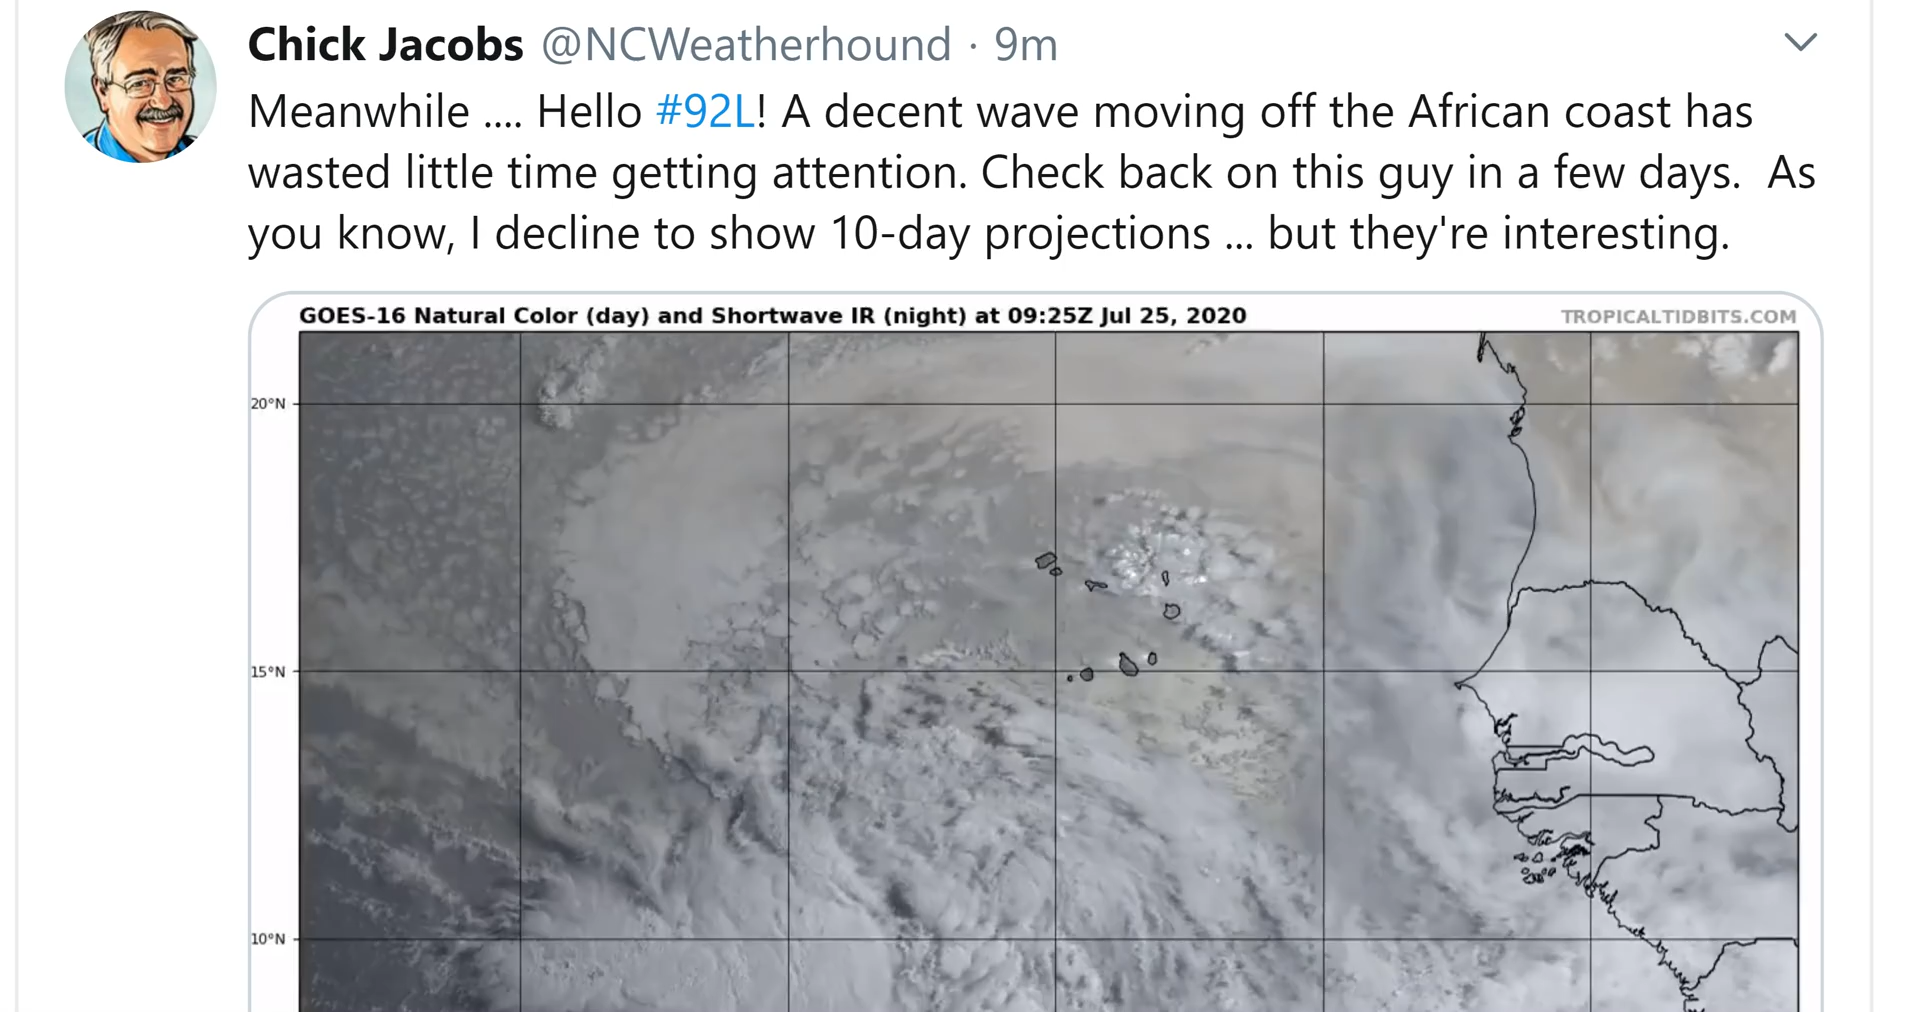 Chick Jacobs @NCWeatherhound · 9m
Meanwhile .... Hello #92L! A decent wave moving off the African coast has
wasted little time getting attention. Check back on this guy in a few days.  As
you know, I decline to show 10-day projections ... but they're interesting.
GOES-16 Natural Color (day) and Shortwave IR (night) at 09:25Z Jul 25, 2020
TROPICALTIDBITS.COM
20°N
15°N
10°N